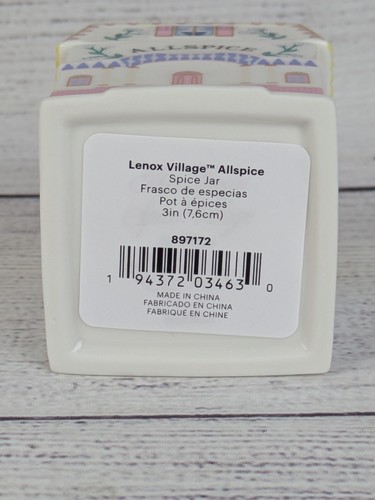 ALLSPICE
Lenox Village™ Allspice
Spice Jar
Frasco de especias
Pot à épices
3in (7,6cm)
897172
1 94372 03463 0
MADE IN CHINA
FABRICADO EN CHINA
FABRIQUÉ EN CHINE